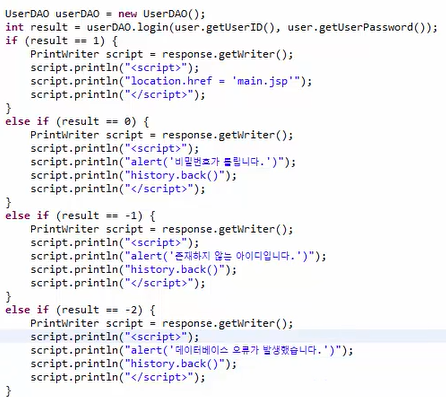 UserDAO userDAO = new UserDAO();
int result = userDAO.login(user.getUserID(), user.getUserPassword());
if (result == 1) {
    PrintWriter script = response.getWriter();
    script.println("<script>");
    script.println("location.href = 'main.jsp'");
    script.println("</script>");
}
else if (result == 0) {
    PrintWriter script = response.getWriter();
    script.println("<script>");
    script.println("alert('비밀번호가 틀립니다.')");
    script.println("history.back()");
    script.println("</script>");
}
else if (result == -1) {
    PrintWriter script = response.getWriter();
    script.println("<script>");
    script.println("alert('존재하지 않는 아이디입니다.')");
    script.println("history.back()");
    script.println("</script>");
}
else if (result == -2) {
    PrintWriter script = response.getWriter();
    script.println("<script>");
    script.println("alert('데이터베이스 오류가 발생했습니다.')");
    script.println("history.back()");
    script.println("</script>");
}